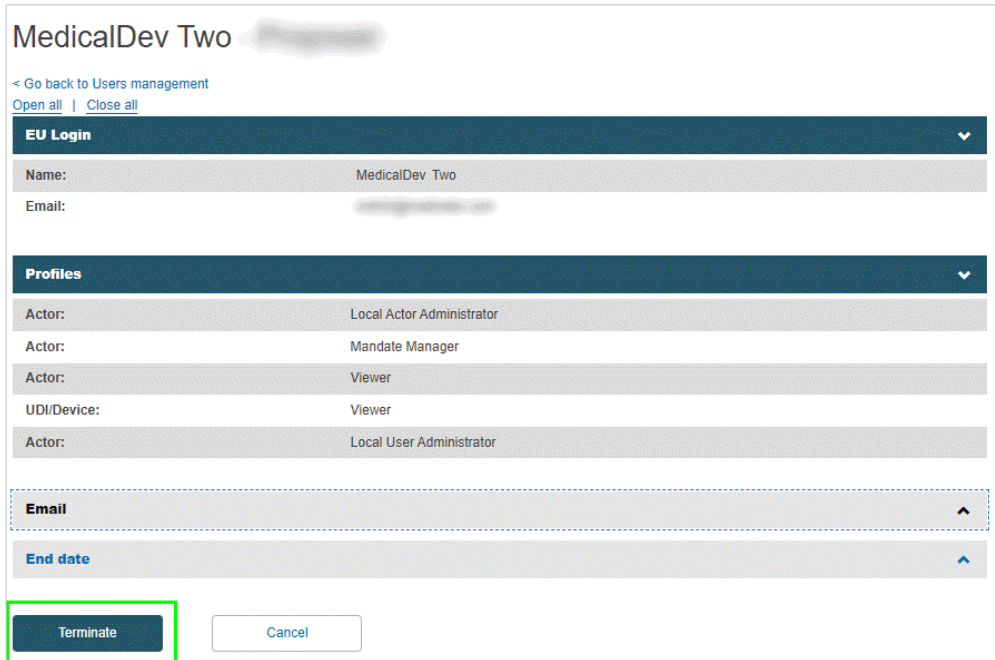 MedicalDev Two
< Go back to Users management
Open all | Close all
EU Login
Name: MedicalDev Two
Email:
Profiles
Actor: Local Actor Administrator
Actor: Mandate Manager
Actor: Viewer
UDI/Device: Viewer
Actor: Local User Administrator
Email
End date
Terminate Cancel